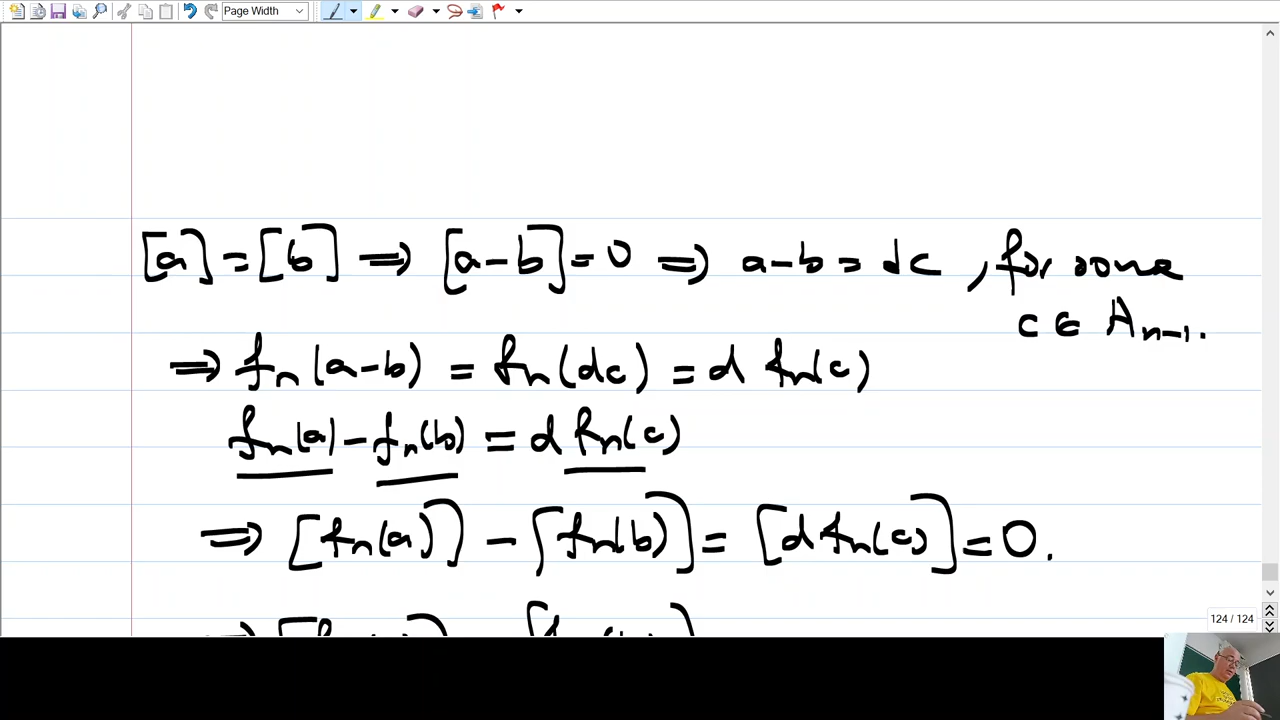 Page Width
[a] = [b] ⟹ [a-b] = 0 ⟹ a-b = dc, for some
c ∈ A_{n-1}.
⟹ f_n(a-b) = f_n(dc) = d f_n(c)
f_n(a) - f_n(b) = d f_n(c)
⟹ [f_n(a)] - [f_n(b)] = [d f_n(c)] = 0.
124 / 124